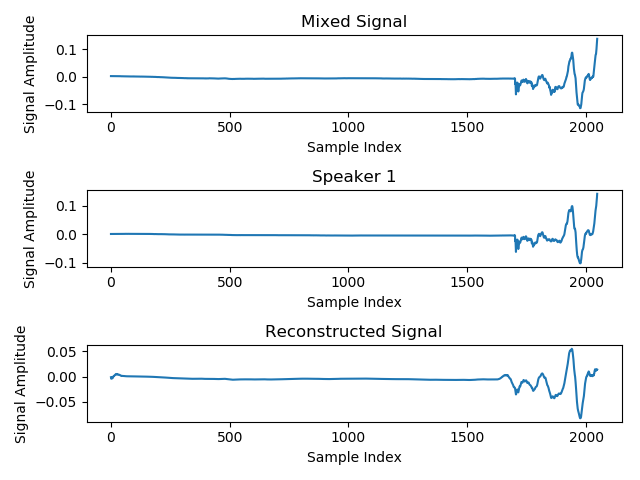 Mixed Signal
Signal Amplitude
0.1
0.0
−0.1
0 500 1000 1500 2000
Sample Index
Speaker 1
Signal Amplitude
0.1
0.0
−0.1
0 500 1000 1500 2000
Sample Index
Reconstructed Signal
Signal Amplitude
0.05
0.00
−0.05
0 500 1000 1500 2000
Sample Index